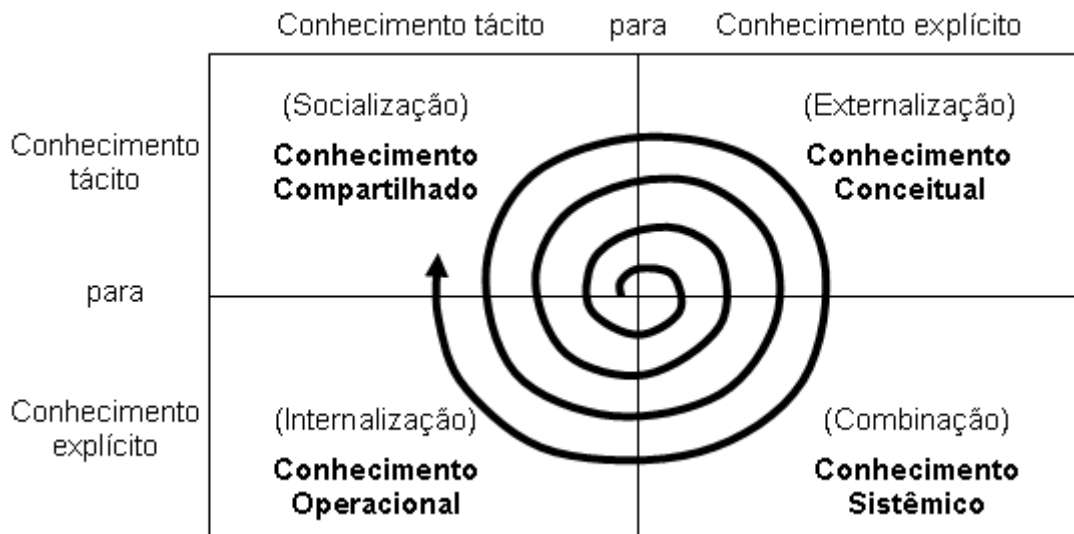 Conhecimento tácito para Conhecimento explícito
(Socialização)
Conhecimento
Compartilhado
(Externalização)
Conhecimento
Conceitual
Conhecimento
tácito
para
Conhecimento
explícito
(Internalização)
Conhecimento
Operacional
(Combinação)
Conhecimento
Sistêmico